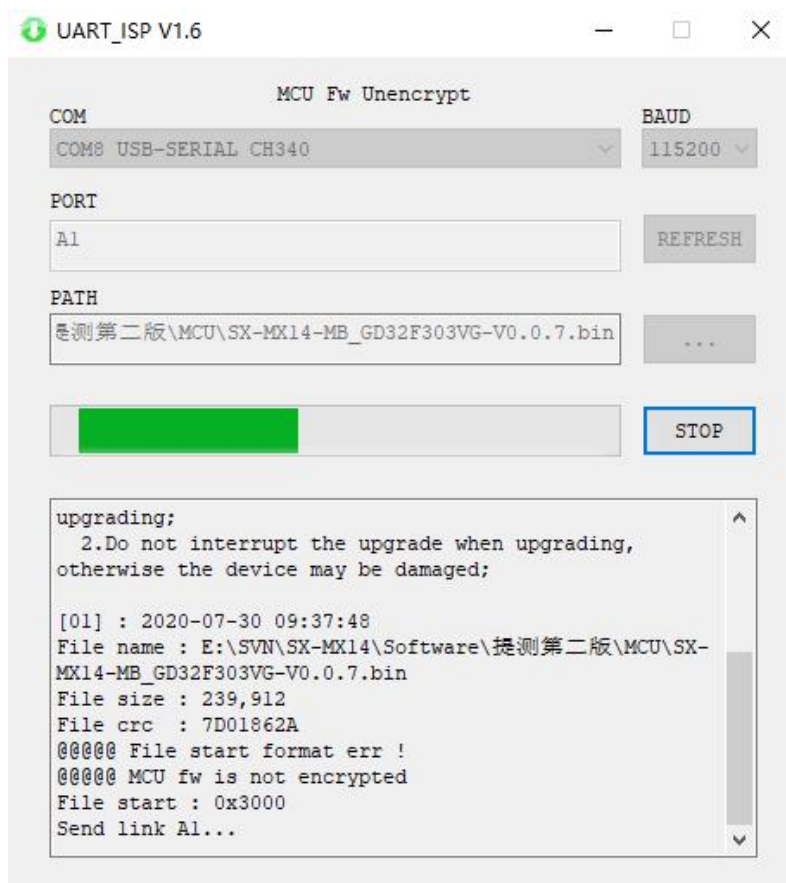 UART_ISP V1.6
MCU Fw Unencrypt
COM
BAUD
COM8 USB-SERIAL CH340
115200
PORT
A1
REFRESH
PATH
测第二版\MCU\SX-MX14-MB_GD32F303VG-V0.0.7.bin
...
STOP
upgrading;
2.Do not interrupt the upgrade when upgrading,
otherwise the device may be damaged;
[01] : 2020-07-30 09:37:48
File name : E:\SVN\SX-MX14\Software\提测第二版\MCU\SX-
MX14-MB_GD32F303VG-V0.0.7.bin
File size : 239,912
File crc  : 7D01862A
@@@@@ File start format err !
@@@@@ MCU fw is not encrypted
File start : 0x3000
Send link A1...